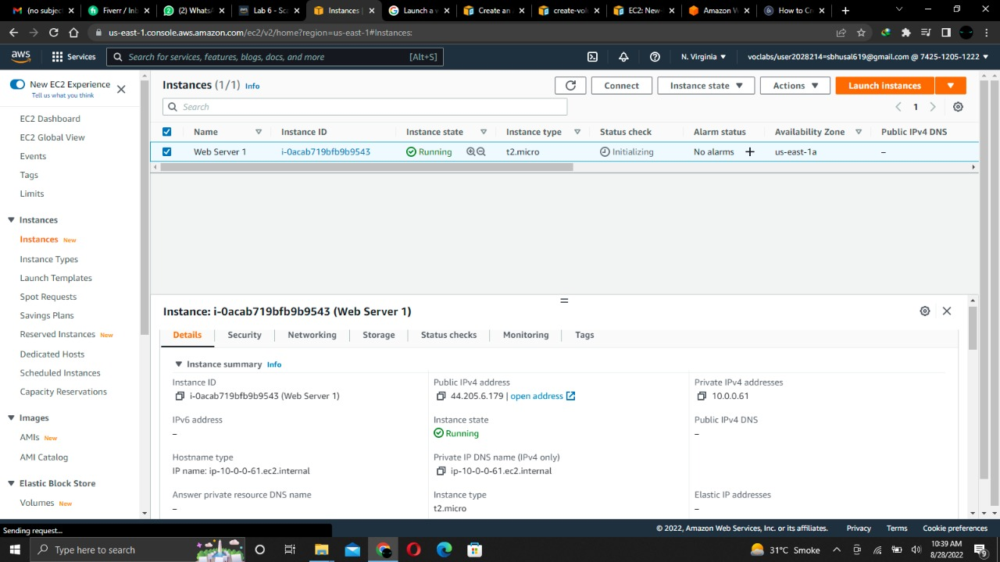 (no subjec
Fiverr / Inb
(2) WhatsA
Lab 6 - Sca
Instances |
Launch a v
Create an
create-volu
EC2: New-
Amazon W
How to Cr
us-east-1.console.aws.amazon.com/ec2/v2/home?region=us-east-1#Instances:
aws
Services
Search for services, features, blogs, docs, and more
[Alt+S]
N. Virginia
voclabs/user2028214=sbhusal619@gmail.com @ 7425-1205-1222
New EC2 Experience
Tell us what you think
EC2 Dashboard
EC2 Global View
Events
Tags
Limits
Instances
Instances New
Instance Types
Launch Templates
Spot Requests
Savings Plans
Reserved Instances New
Dedicated Hosts
Scheduled Instances
Capacity Reservations
Images
AMIs New
AMI Catalog
Elastic Block Store
Volumes New
Instances (1/1) Info
Connect
Instance state
Actions
Launch instances
Search
1
Name Instance ID Instance state Instance type Status check Alarm status Availability Zone Public IPv4 DNS
Web Server 1 i-0acab719bfb9b9543 Running t2.micro Initializing No alarms + us-east-1a –
Instance: i-0acab719bfb9b9543 (Web Server 1)
Details Security Networking Storage Status checks Monitoring Tags
Instance summary Info
Instance ID
i-0acab719bfb9b9543 (Web Server 1)
Public IPv4 address
44.205.6.179 | open address
Private IPv4 addresses
10.0.0.61
IPv6 address
–
Instance state
Running
Public IPv4 DNS
–
Hostname type
IP name: ip-10-0-0-61.ec2.internal
Private IP DNS name (IPv4 only)
ip-10-0-0-61.ec2.internal
Answer private resource DNS name
–
Instance type
t2.micro
Elastic IP addresses
–
Sending request...
© 2022, Amazon Web Services, Inc. or its affiliates.
Privacy
Terms
Cookie preferences
Type here to search
31°C Smoke
10:39 AM
8/28/2022
9